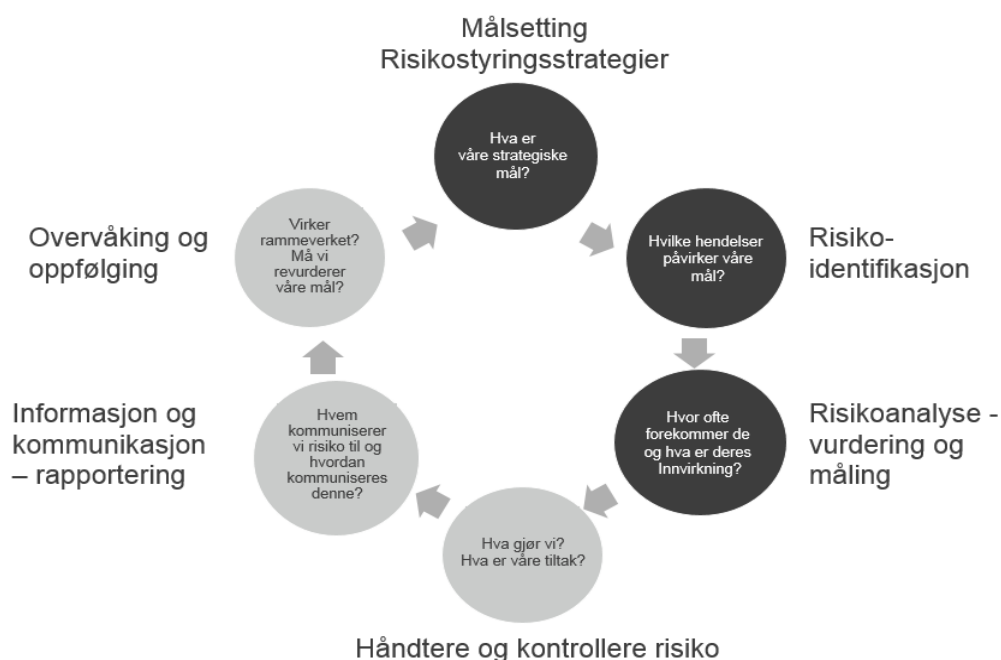 Målsetting
Risikostyringsstrategier
Hva er
våre strategiske
mål?
Hvilke hendelser
påvirker våre
mål?
Risiko-
identifikasjon
Hvor ofte
forekommer de
og hva er deres
Innvirkning?
Risikoanalyse -
vurdering og
måling
Hva gjør vi?
Hva er våre tiltak?
Håndtere og kontrollere risiko
Hvem
kommuniserer
vi risiko til og
hvordan
kommuniseres
denne?
Informasjon og
kommunikasjon
– rapportering
Virker
rammeverket?
Må vi
revurderer
våre mål?
Overvåking og
oppfølging